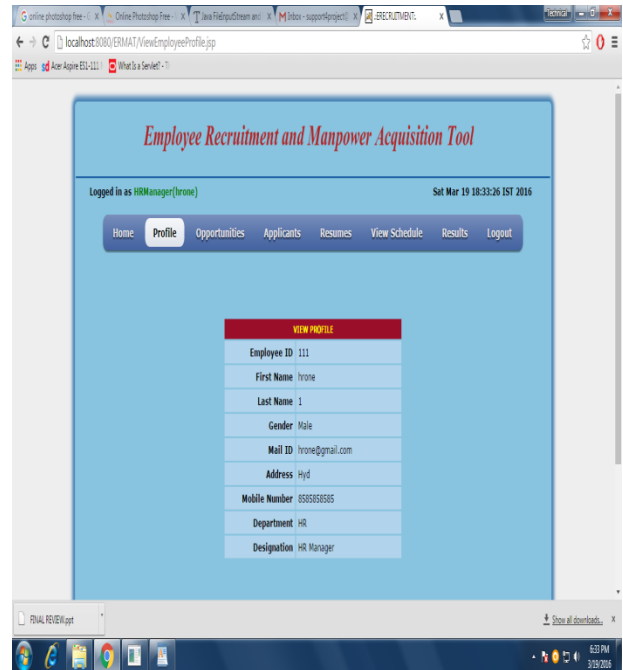 online photoshop free - G
Online Photoshop Free -
Java FileInputStream and
Inbox - support4project@
:ERECRUITMENT:.
Technical
localhost:8080/ERMAT/ViewEmployeeProfile.jsp
Apps
Acer Aspire ES1-111
What Is a Servlet? -
Employee Recruitment and Manpower Acquisition Tool
Logged in as HRManager(hrone) Sat Mar 19 18:33:26 IST 2016
Home Profile Opportunities Applicants Resumes View Schedule Results Logout
VIEW PROFILE
Employee ID 111
First Name hrone
Last Name 1
Gender Male
Mail ID hrone@gmail.com
Address Hyd
Mobile Number 8585858585
Department HR
Designation HR Manager
FINAL REVIEW.ppt
Show all downloads...
6:33 PM
3/19/2016